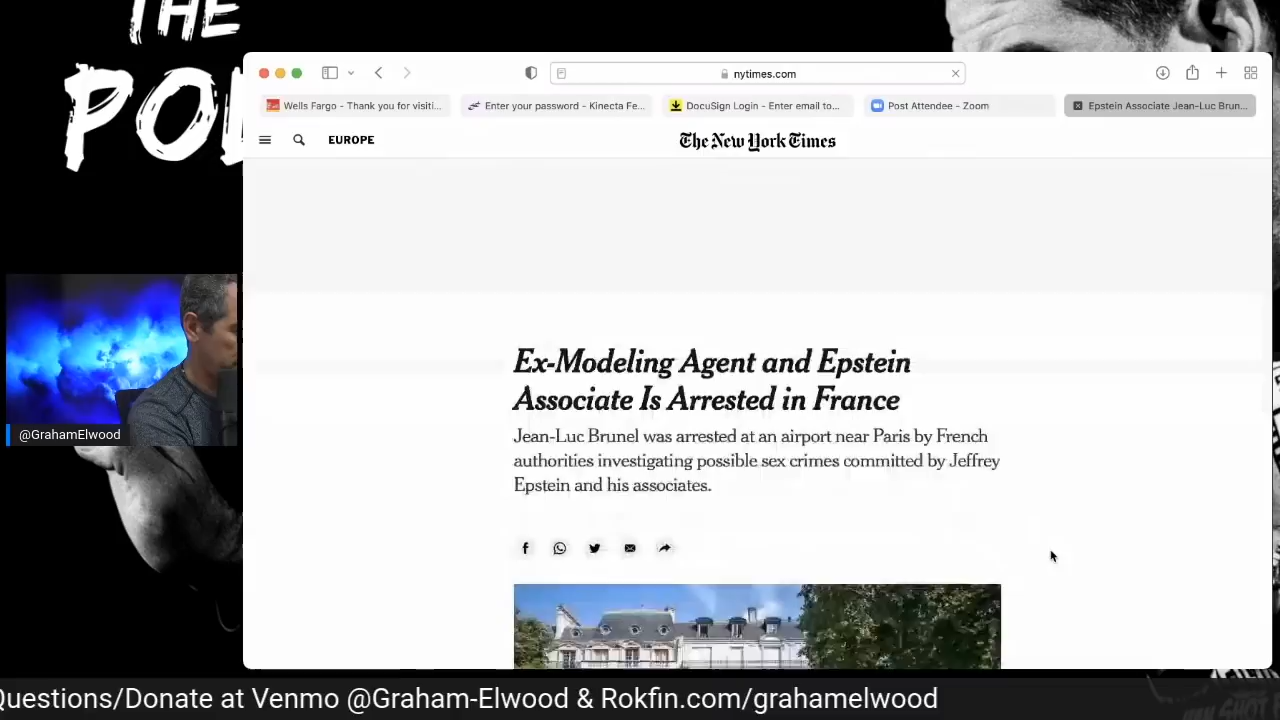 THE
nytimes.com
Wells Fargo - Thank you for visiti...
Enter your password - Kinecta Fe...
DocuSign Login - Enter email to...
Post Attendee - Zoom
Epstein Associate Jean-Luc Brun...
EUROPE
The New York Times
Ex-Modeling Agent and Epstein
Associate Is Arrested in France
Jean-Luc Brunel was arrested at an airport near Paris by French
authorities investigating possible sex crimes committed by Jeffrey
Epstein and his associates.
@GrahamElwood
Questions/Donate at Venmo @Graham-Elwood & Rokfin.com/grahamelwood